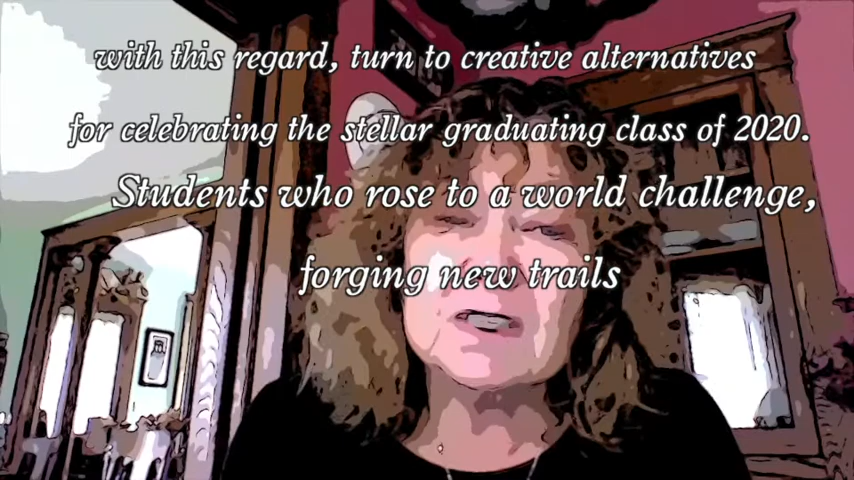 with this regard, turn to creative alternatives
for celebrating the stellar graduating class of 2020.
Students who rose to a world challenge,
forging new trails